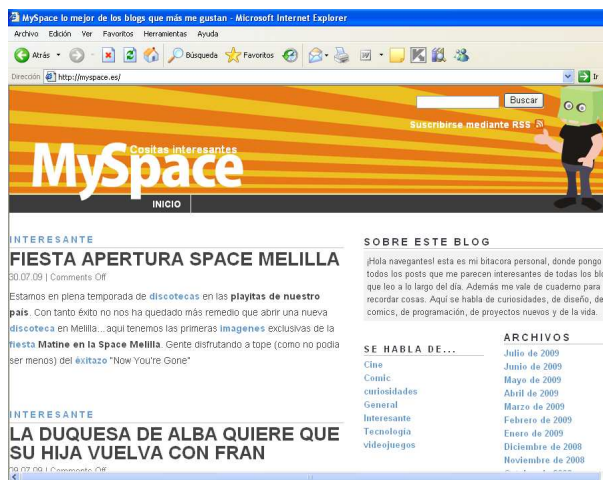 MySpace lo mejor de los blogs que más me gustan - Microsoft Internet Explorer
Archivo Edición Ver Favoritos Herramientas Ayuda
Atrás Búsqueda Favoritos
Dirección http://myspace.es/ Ir
Buscar
Suscribirse mediante RSS
Cositas interesantes
MySpace
INICIO
INTERESANTE
FIESTA APERTURA SPACE MELILLA
30.07.09 | Comments Off
Estamos en plena temporada de discotecas en las playitas de nuestro
país. Con tanto éxito no nos ha quedado más remedio que abrir una nueva
discoteca en Melilla... aquí tenemos las primeras imagenes exclusivas de la
fiesta Matine en la Space Melilla. Gente disfrutando a tope (como no podia
ser menos) del éxitazo "Now You're Gone"
INTERESANTE
LA DUQUESA DE ALBA QUIERE QUE
SU HIJA VUELVA CON FRAN
09.07.09 | Comments Off
SOBRE ESTE BLOG
¡Hola navegantes! esta es mi bitacora personal, donde pongo
todos los posts que me parecen interesantes de todas los blo
que leo a lo largo del día. Además me vale de cuaderno para
recordar cosas. Aquí se habla de curiosidades, de diseño, de
comics, de programación, de proyectos nuevos y de la vida.
SE HABLA DE...
Cine
Comic
curiosidades
General
Interesante
Tecnología
videojuegos
ARCHIVOS
Julio de 2009
Junio de 2009
Mayo de 2009
Abril de 2009
Marzo de 2009
Febrero de 2009
Enero de 2009
Diciembre de 2008
Noviembre de 2008